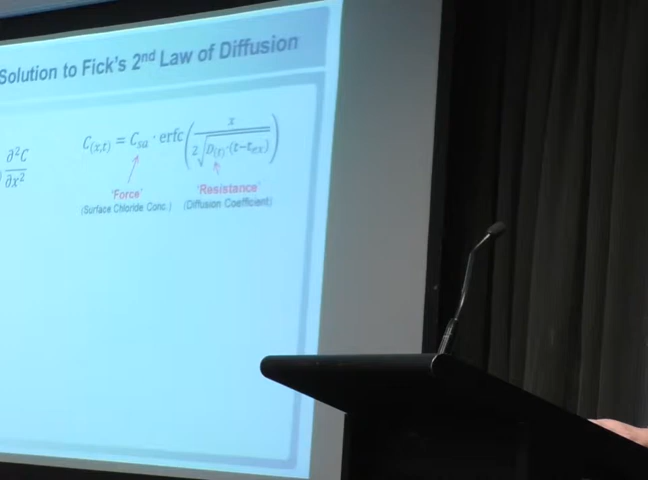 Solution to Fick's 2nd Law of Diffusion
∂²C
∂x²
C(x,t) = Csa · erfc(x / 2√(D(t)·(t−tex)))
'Force'
(Surface Chloride Conc.)
'Resistance'
(Diffusion Coefficient)